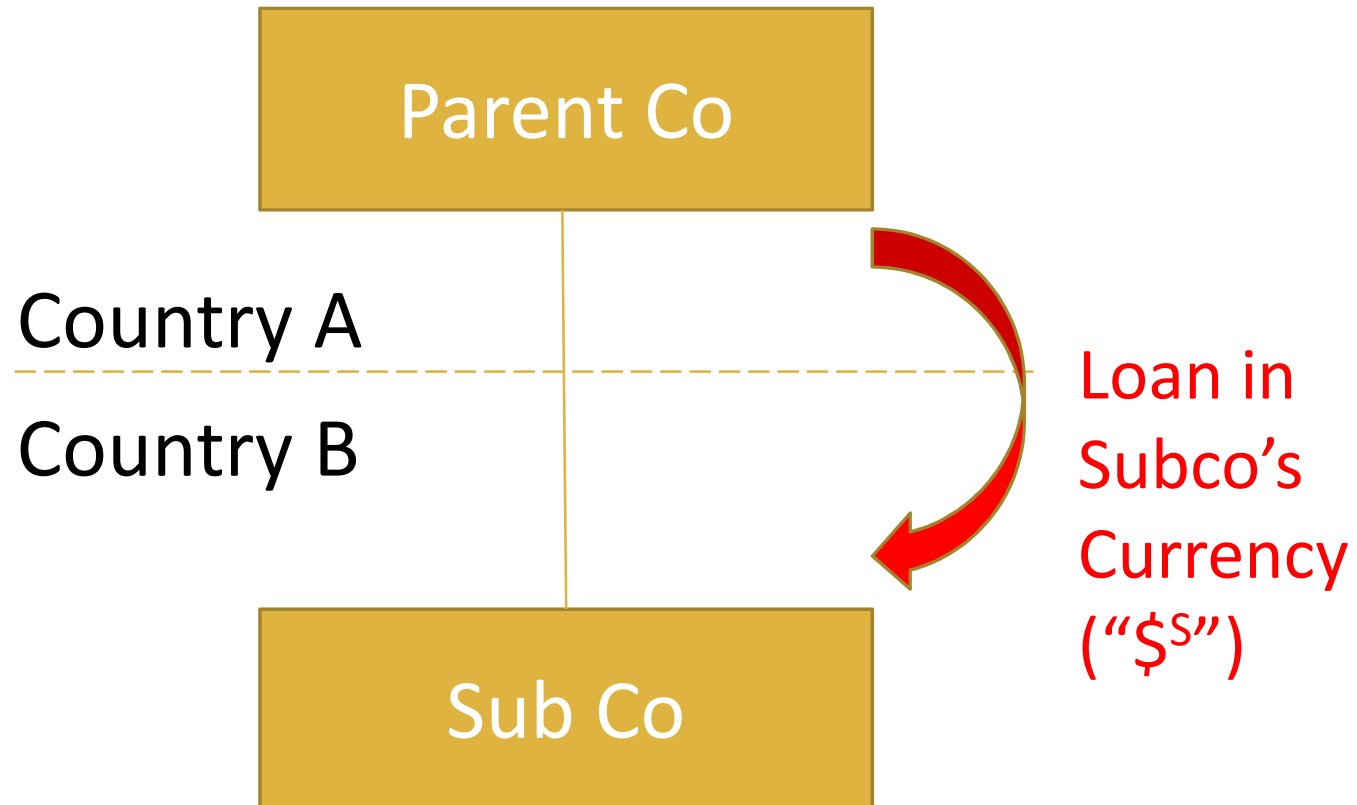 Parent Co
Country A
Country B
Loan in
Subco’s
Currency
(“$ˢ”)
Sub Co